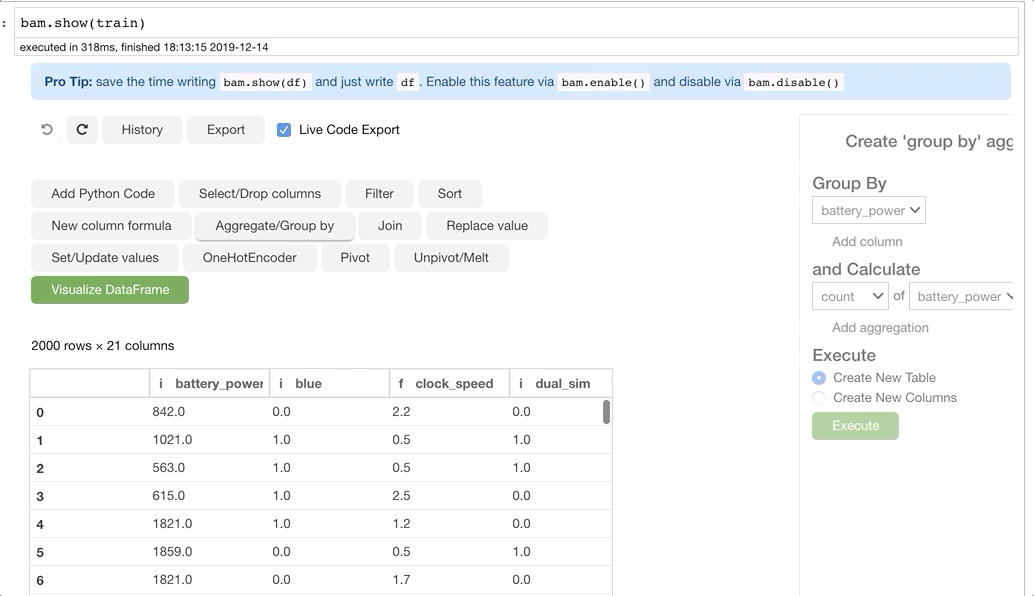 : bam.show(train)
executed in 318ms, finished 18:13:15 2019-12-14
Pro Tip: save the time writing bam.show(df) and just write df . Enable this feature via bam.enable() and disable via bam.disable()
History Export Live Code Export
Create 'group by' agg
Add Python Code Select/Drop columns Filter Sort
New column formula Aggregate/Group by Join Replace value
Set/Update values OneHotEncoder Pivot Unpivot/Melt
Visualize DataFrame
Group By
battery_power
Add column
and Calculate
count of battery_power
Add aggregation
Execute
Create New Table
Create New Columns
Execute
2000 rows × 21 columns
i battery_power i blue f clock_speed i dual_sim
0 842.0 0.0 2.2 0.0
1 1021.0 1.0 0.5 1.0
2 563.0 1.0 0.5 1.0
3 615.0 1.0 2.5 0.0
4 1821.0 1.0 1.2 0.0
5 1859.0 0.0 0.5 1.0
6 1821.0 0.0 1.7 0.0